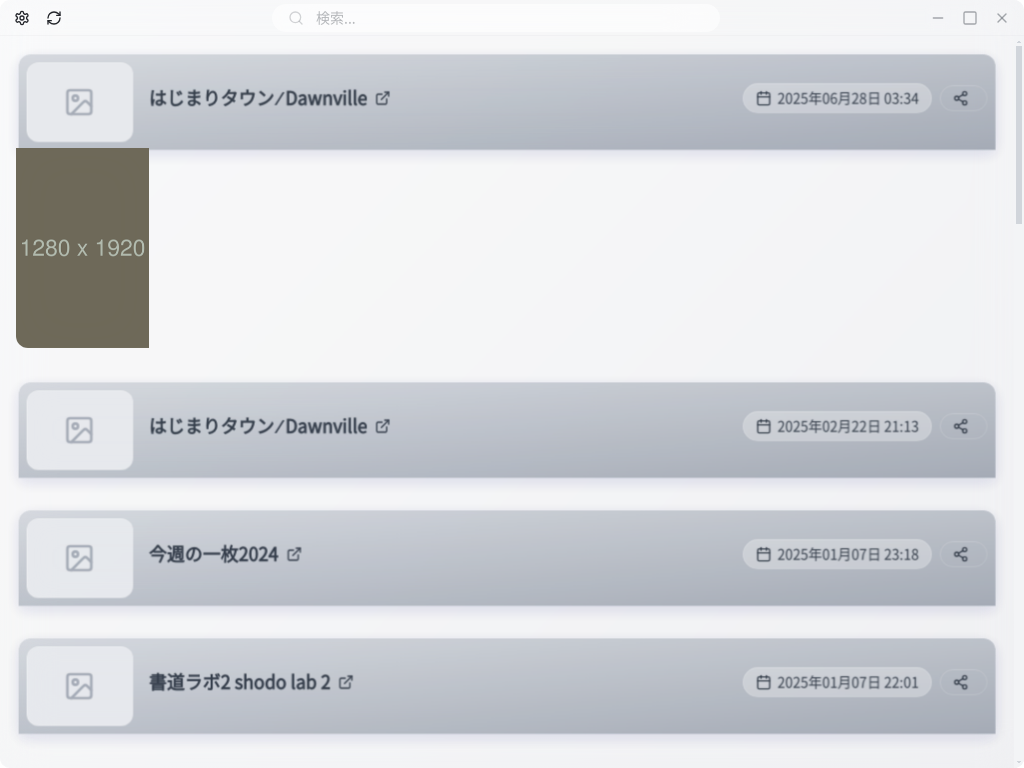 検索...
はじまりタウン⁄Dawnville
2025年06月28日 03:34
1280 x 1920
はじまりタウン⁄Dawnville
2025年02月22日 21:13
今週の一枚2024
2025年01月07日 23:18
書道ラボ2 shodo lab 2
2025年01月07日 22:01